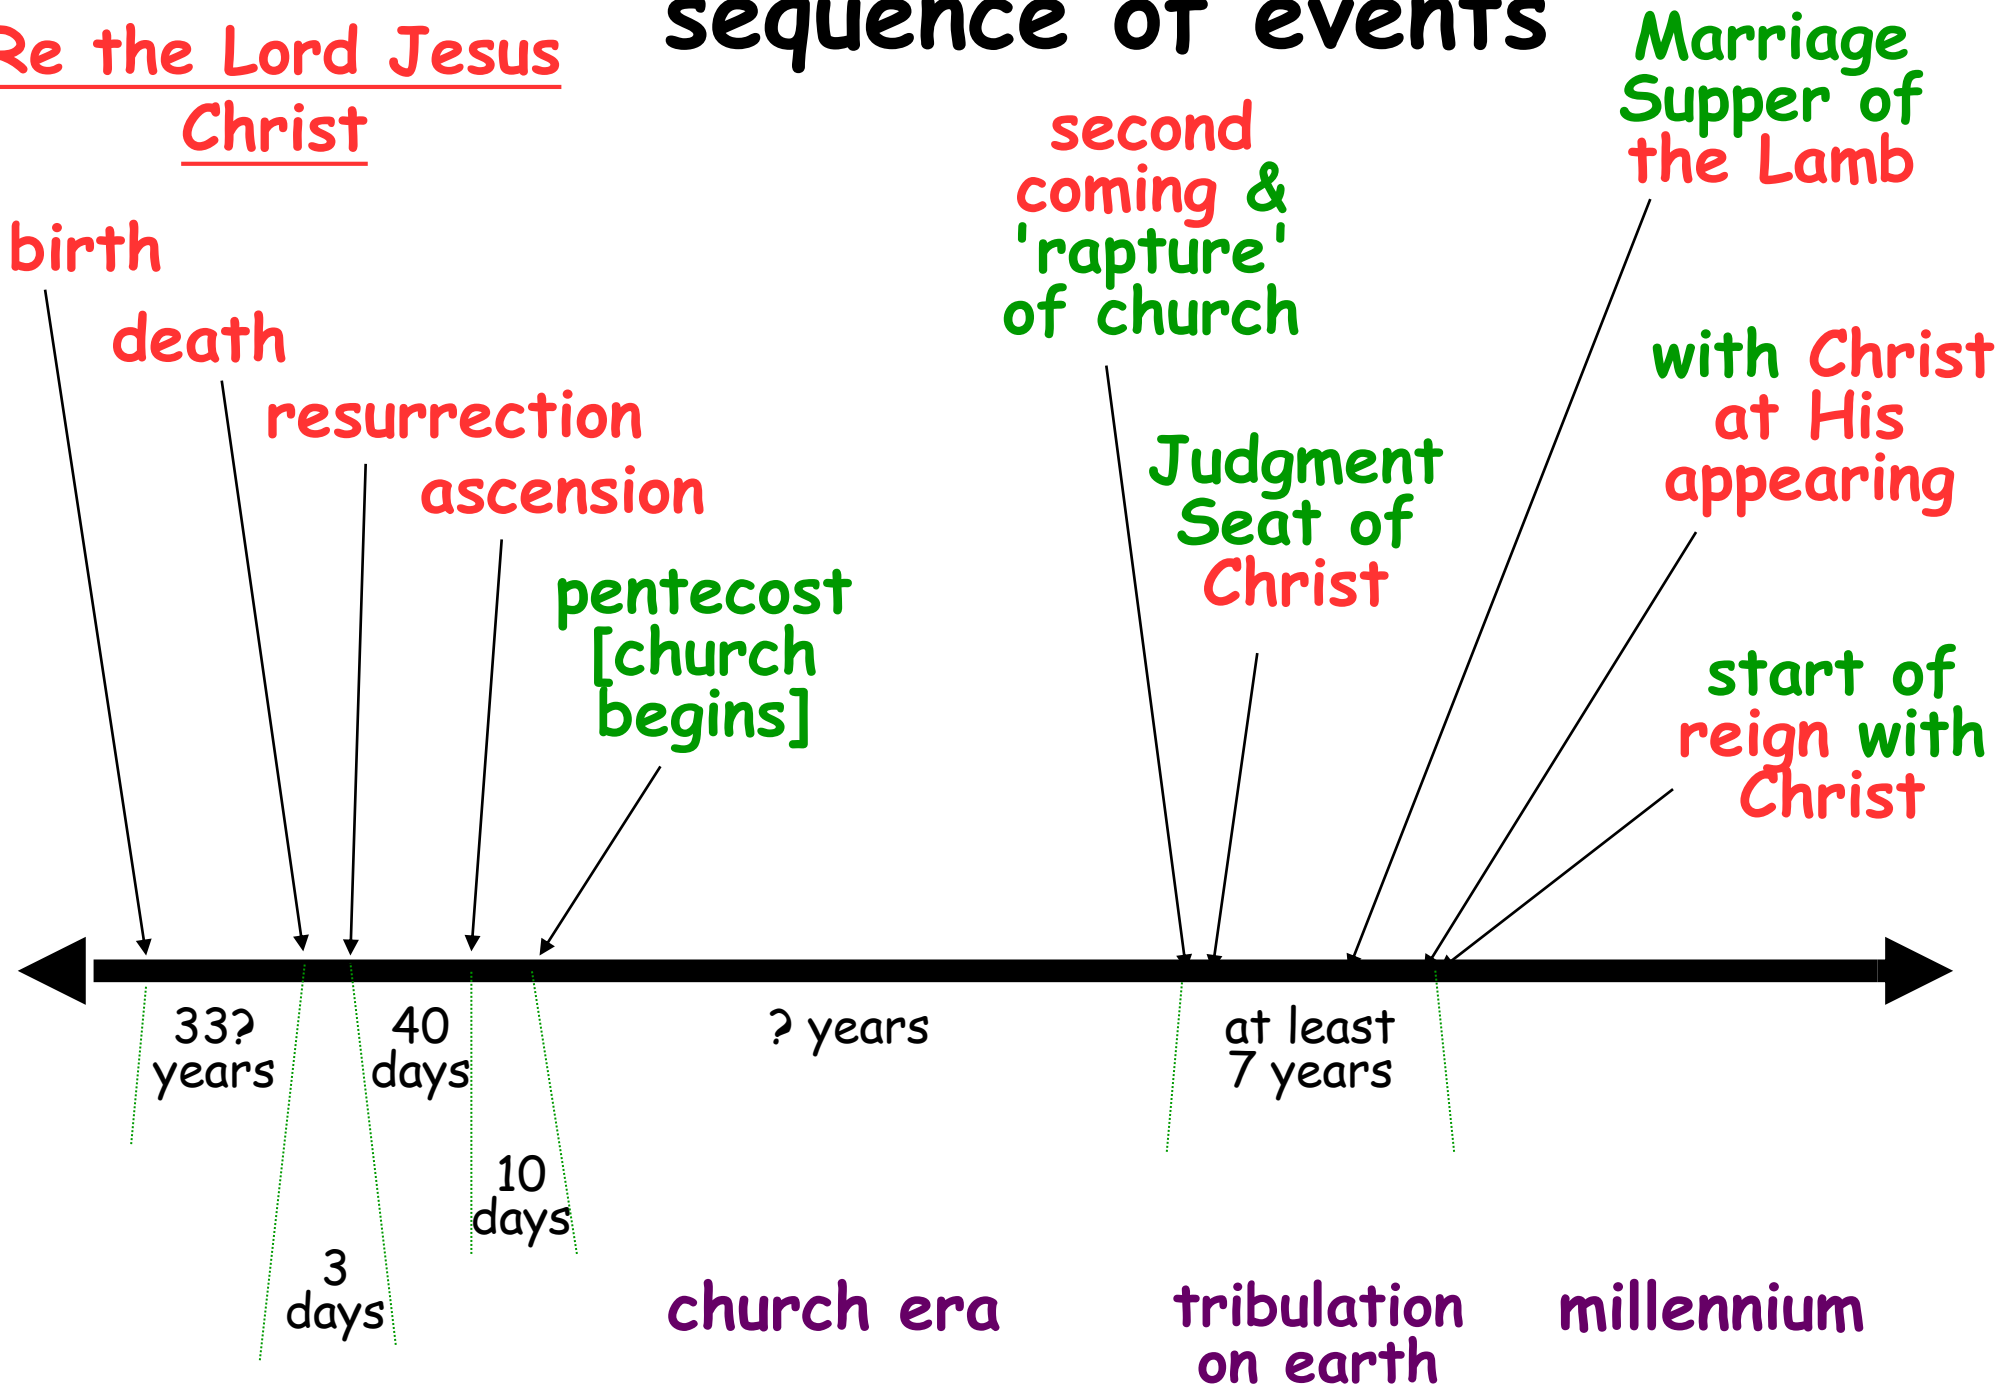 sequence of events
Re the Lord Jesus
Christ
birth
death
resurrection
ascension
pentecost
[church
begins]
second
coming &
'rapture'
of church
Judgment
Seat of
Christ
Marriage
Supper of
the Lamb
with Christ
at His
appearing
start of
reign with
Christ
33?
years
3
days
40
days
10
days
? years
at least
7 years
church era
tribulation
on earth
millennium